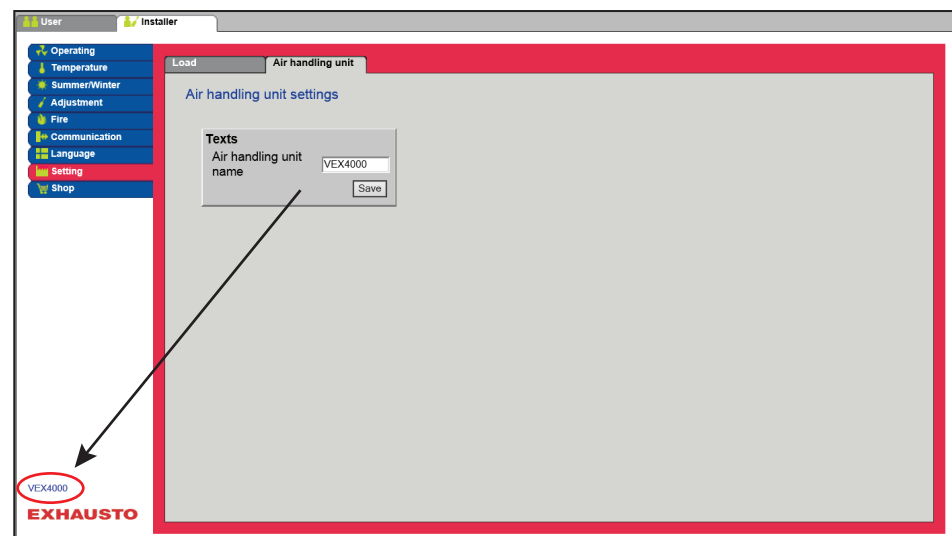 User
Installer
Operating
Temperature
Summer/Winter
Adjustment
Fire
Communication
Language
Setting
Shop
Load
Air handling unit
Air handling unit settings
Texts
Air handling unit
name
VEX4000
Save
VEX4000
EXHAUSTO